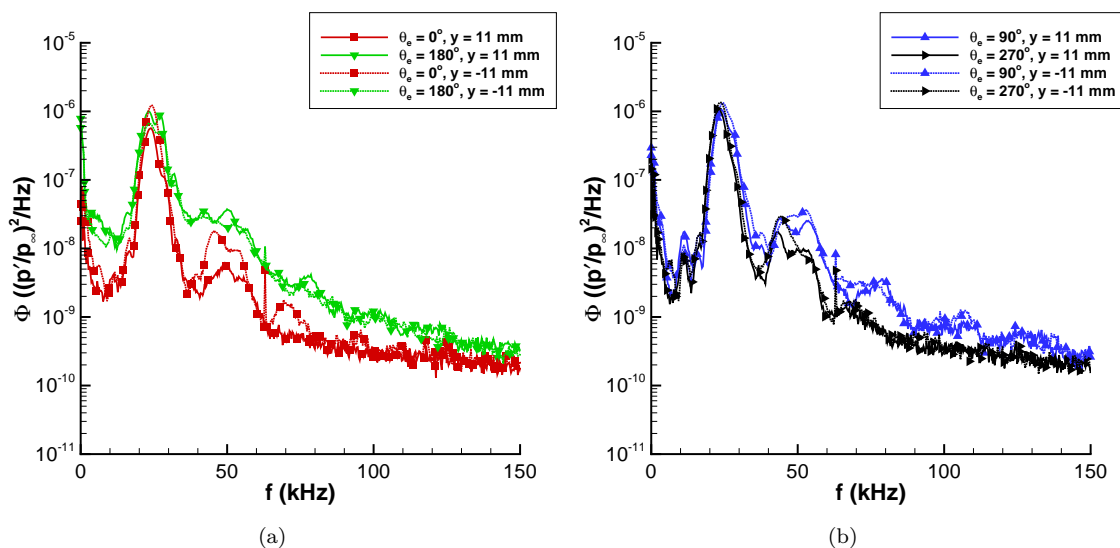 θe = 0°, y = 11 mm
θe = 180°, y = 11 mm
θe = 0°, y = -11 mm
θe = 180°, y = -11 mm
10^-5
10^-6
10^-7
10^-8
10^-9
10^-10
10^-11
Φ ((p'/p∞)²/Hz)
0 50 100 150
f (kHz)
(a)
θe = 90°, y = 11 mm
θe = 270°, y = 11 mm
θe = 90°, y = -11 mm
θe = 270°, y = -11 mm
10^-5
10^-6
10^-7
10^-8
10^-9
10^-10
10^-11
Φ ((p'/p∞)²/Hz)
0 50 100 150
f (kHz)
(b)